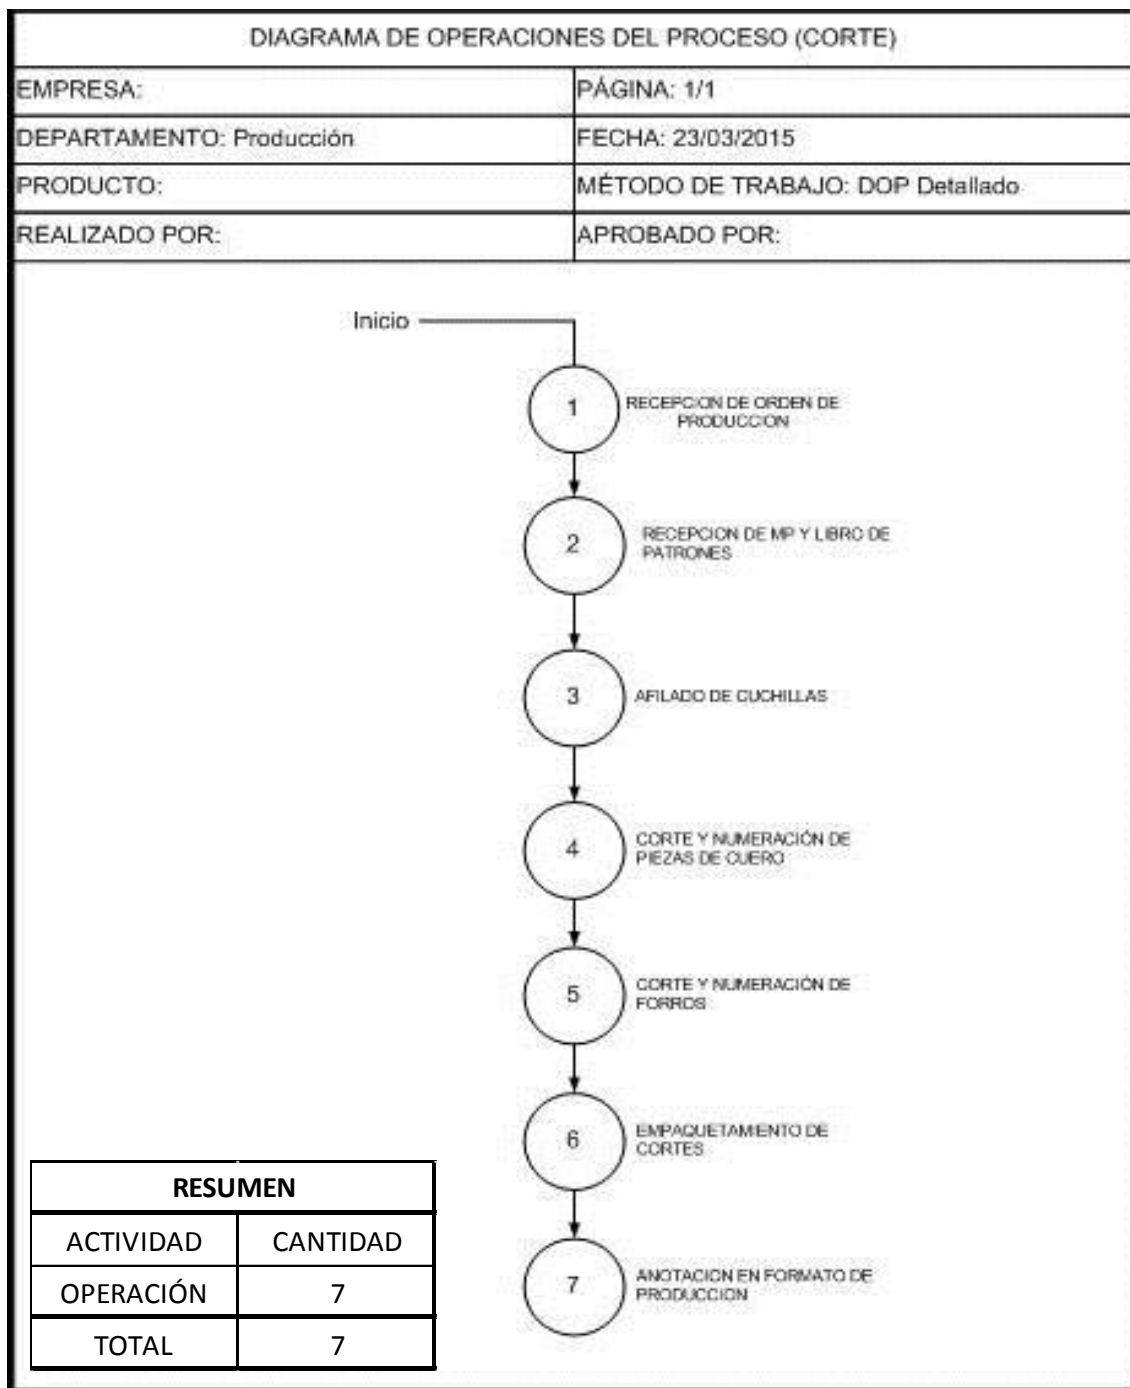 DIAGRAMA DE OPERACIONES DEL PROCESO (CORTE)
EMPRESA:
PÁGINA: 1/1
DEPARTAMENTO: Producción
FECHA: 23/03/2015
PRODUCTO:
MÉTODO DE TRABAJO: DOP Detallado
REALIZADO POR:
APROBADO POR:
Inicio
1
RECEPCION DE ORDEN DE
PRODUCCION
2
RECEPCION DE MP Y LIBRO DE
PATRONES
3
AFILADO DE CUCHILLAS
4
CORTE Y NUMERACIÓN DE
PIEZAS DE CUERO
5
CORTE Y NUMERACIÓN DE
FORROS
6
EMPAQUETAMIENTO DE
CORTES
7
ANOTACION EN FORMATO DE
PRODUCCION
RESUMEN
ACTIVIDAD CANTIDAD
OPERACIÓN 7
TOTAL 7